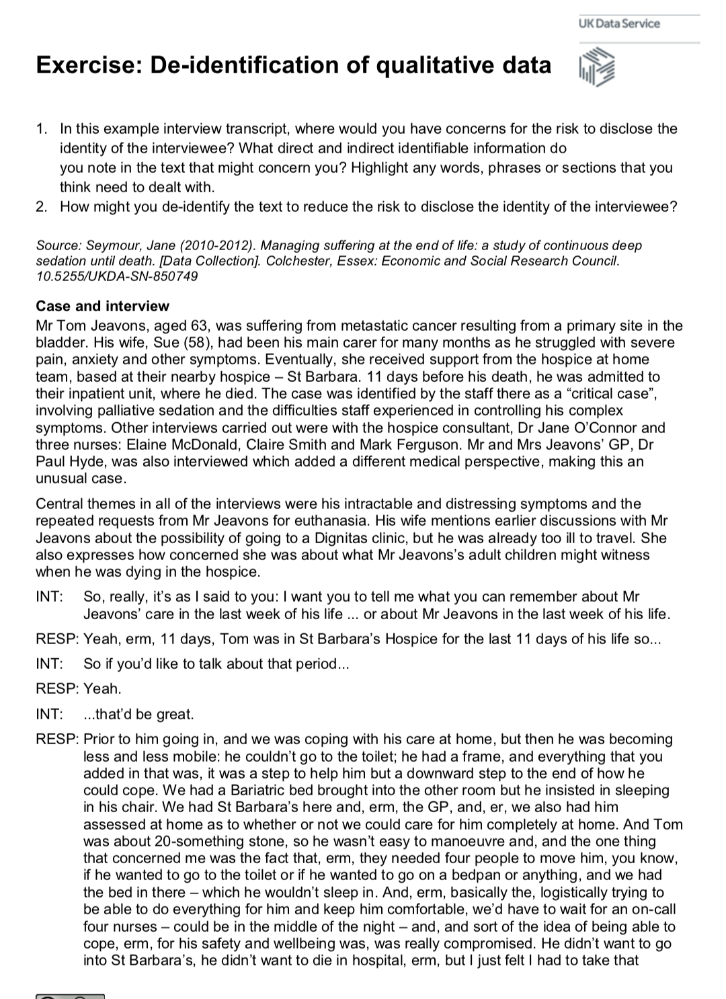 UK Data Service
Exercise: De-identification of qualitative data
1. In this example interview transcript, where would you have concerns for the risk to disclose the
identity of the interviewee? What direct and indirect identifiable information do
you note in the text that might concern you? Highlight any words, phrases or sections that you
think need to dealt with.
2. How might you de-identify the text to reduce the risk to disclose the identity of the interviewee?
Source: Seymour, Jane (2010-2012). Managing suffering at the end of life: a study of continuous deep
sedation until death. [Data Collection]. Colchester, Essex: Economic and Social Research Council.
10.5255/UKDA-SN-850749
Case and interview
Mr Tom Jeavons, aged 63, was suffering from metastatic cancer resulting from a primary site in the
bladder. His wife, Sue (58), had been his main carer for many months as he struggled with severe
pain, anxiety and other symptoms. Eventually, she received support from the hospice at home
team, based at their nearby hospice – St Barbara. 11 days before his death, he was admitted to
their inpatient unit, where he died. The case was identified by the staff there as a “critical case”,
involving palliative sedation and the difficulties staff experienced in controlling his complex
symptoms. Other interviews carried out were with the hospice consultant, Dr Jane O’Connor and
three nurses: Elaine McDonald, Claire Smith and Mark Ferguson. Mr and Mrs Jeavons’ GP, Dr
Paul Hyde, was also interviewed which added a different medical perspective, making this an
unusual case.
Central themes in all of the interviews were his intractable and distressing symptoms and the
repeated requests from Mr Jeavons for euthanasia. His wife mentions earlier discussions with Mr
Jeavons about the possibility of going to a Dignitas clinic, but he was already too ill to travel. She
also expresses how concerned she was about what Mr Jeavons’s adult children might witness
when he was dying in the hospice.
INT: So, really, it’s as I said to you: I want you to tell me what you can remember about Mr
Jeavons’ care in the last week of his life ... or about Mr Jeavons in the last week of his life.
RESP: Yeah, erm, 11 days, Tom was in St Barbara’s Hospice for the last 11 days of his life so...
INT: So if you’d like to talk about that period...
RESP: Yeah.
INT: ...that’d be great.
RESP: Prior to him going in, and we was coping with his care at home, but then he was becoming
less and less mobile: he couldn’t go to the toilet; he had a frame, and everything that you
added in that was, it was a step to help him but a downward step to the end of how he
could cope. We had a Bariatric bed brought into the other room but he insisted in sleeping
in his chair. We had St Barbara’s here and, erm, the GP, and, er, we also had him
assessed at home as to whether or not we could care for him completely at home. And Tom
was about 20-something stone, so he wasn’t easy to manoeuvre and, and the one thing
that concerned me was the fact that, erm, they needed four people to move him, you know,
if he wanted to go to the toilet or if he wanted to go on a bedpan or anything, and we had
the bed in there – which he wouldn’t sleep in. And, erm, basically the, logistically trying to
be able to do everything for him and keep him comfortable, we’d have to wait for an on-call
four nurses – could be in the middle of the night – and, and sort of the idea of being able to
cope, erm, for his safety and wellbeing was, was really compromised. He didn’t want to go
into St Barbara’s, he didn’t want to die in hospital, erm, but I just felt I had to take that